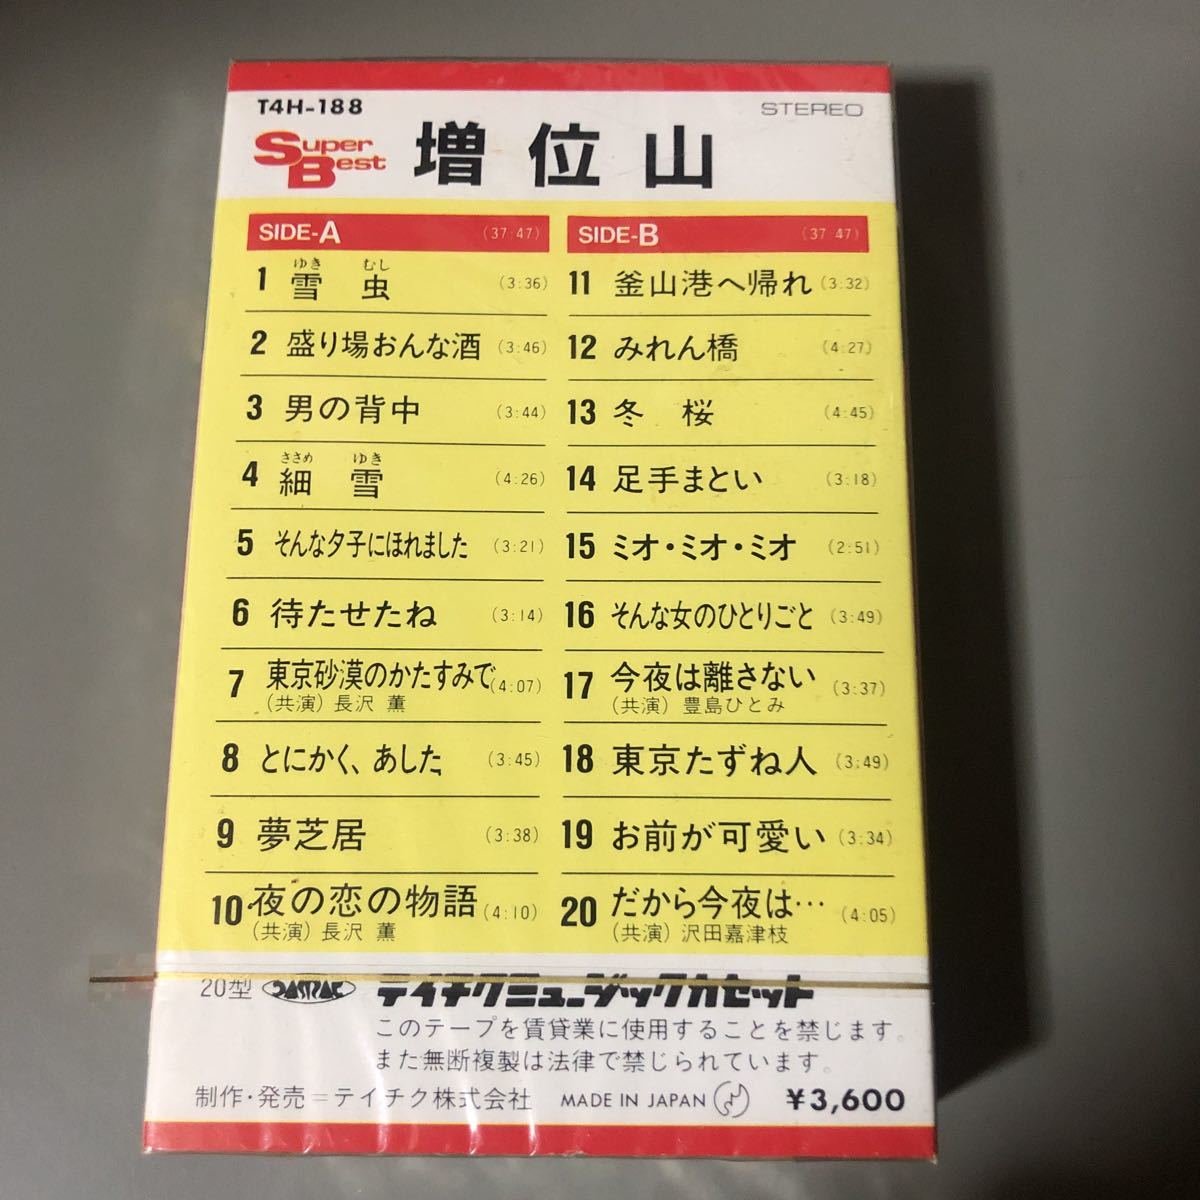 T4H-188
STEREO
Super Best
増位山
SIDE-A (37:47)
1 雪虫 (3:36)
ゆき むし
2 盛り場おんな酒 (3:46)
3 男の背中 (3:44)
4 細雪 (4:26)
ささめ ゆき
5 そんな夕子にほれました (3:21)
6 待たせたね (3:14)
7 東京砂漠のかたすみで (4:07)
(共演) 長沢 薫
8 とにかく、あした (3:45)
9 夢芝居 (3:38)
10 夜の恋の物語 (4:10)
(共演) 長沢 薫
SIDE-B (37 47)
11 釜山港へ帰れ (3:32)
12 みれん橋 (4:27)
13 冬 桜 (4:45)
14 足手まとい (3:18)
15 ミオ・ミオ・ミオ (2:51)
16 そんな女のひとりごと (3:49)
17 今夜は離さない (3:37)
(共演) 豊島ひとみ
18 東京たずね人 (3:49)
19 お前が可愛い (3:34)
20 だから今夜は… (4:05)
(共演) 沢田嘉津枝
20型 JASRAC テイチクミュージックカセット
このテープを賃貸業に使用することを禁じます。
また無断複製は法律で禁じられています。
制作・発売=テイチク株式会社 MADE IN JAPAN ¥3,600